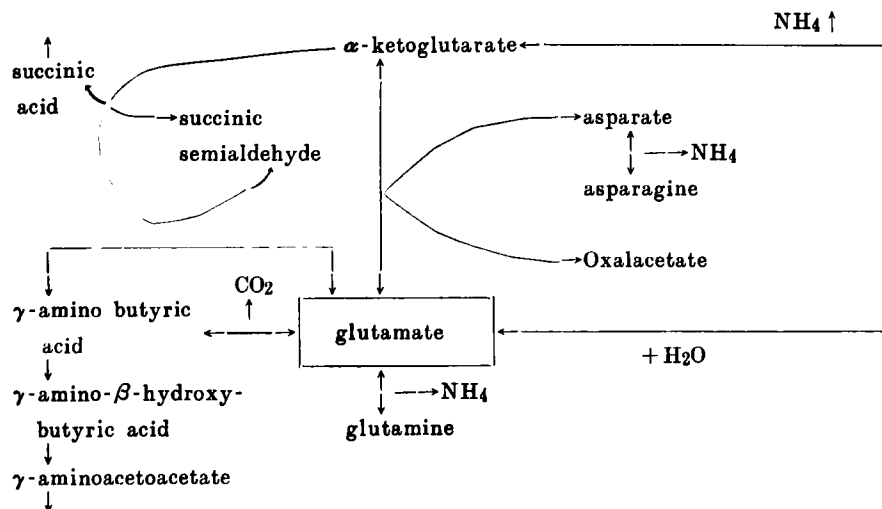 NH₄ ↑
α-ketoglutarate
succinic
acid
succinic
semialdehyde
asparate
NH₄
asparagine
Oxalacetate
CO₂
γ-amino butyric
acid
glutamate
+ H₂O
γ-amino-β-hydroxy-
butyric acid
NH₄
glutamine
γ-aminoacetoacetate